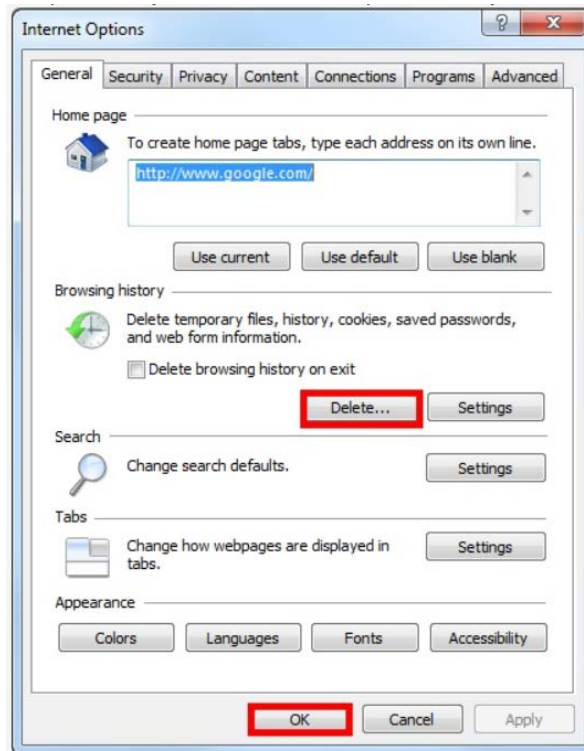 Internet Options
General Security Privacy Content Connections Programs Advanced
Home page
To create home page tabs, type each address on its own line.
http://www.google.com/
Use current Use default Use blank
Browsing history
Delete temporary files, history, cookies, saved passwords,
and web form information.
Delete browsing history on exit
Delete... Settings
Search
Change search defaults. Settings
Tabs
Change how webpages are displayed in
tabs. Settings
Appearance
Colors Languages Fonts Accessibility
OK Cancel Apply